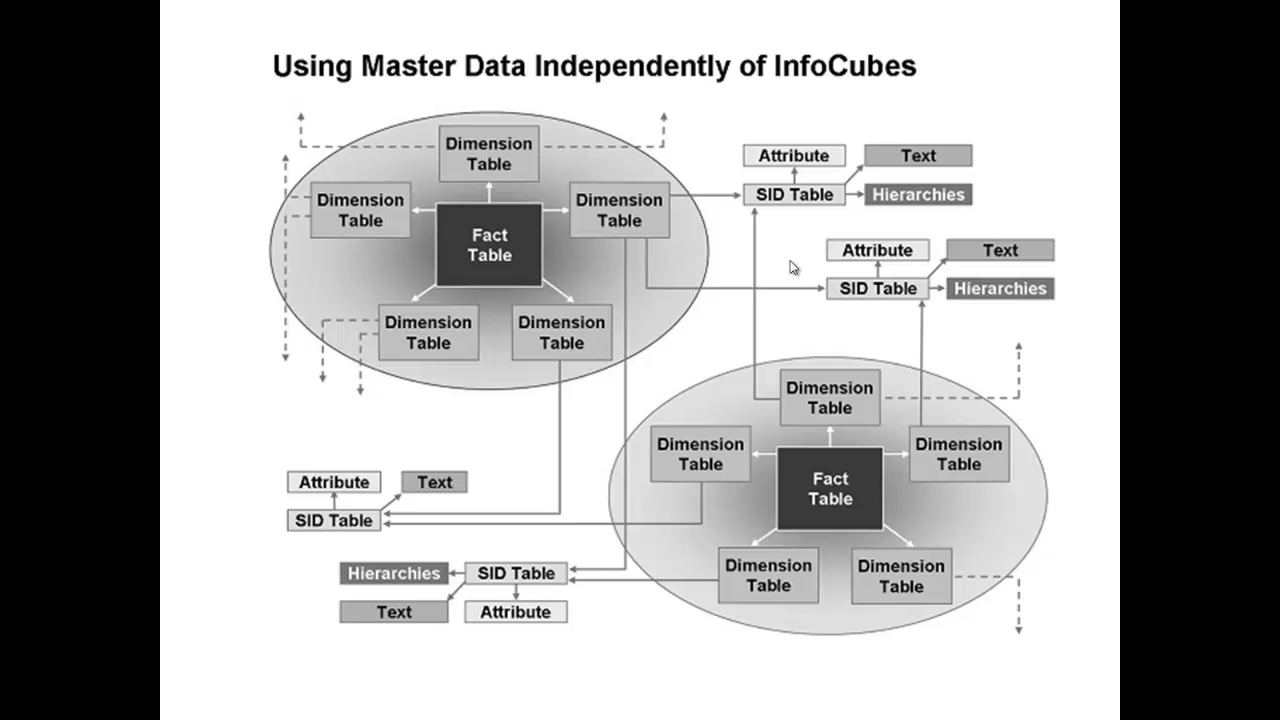 Using Master Data Independently of InfoCubes
Dimension
Table
Dimension
Table
Dimension
Table
Fact
Table
Dimension
Table
Dimension
Table
Attribute
Text
SID Table
Hierarchies
Attribute
Text
SID Table
Hierarchies
Dimension
Table
Dimension
Table
Dimension
Table
Fact
Table
Dimension
Table
Dimension
Table
Attribute
Text
SID Table
Hierarchies
SID Table
Text
Attribute